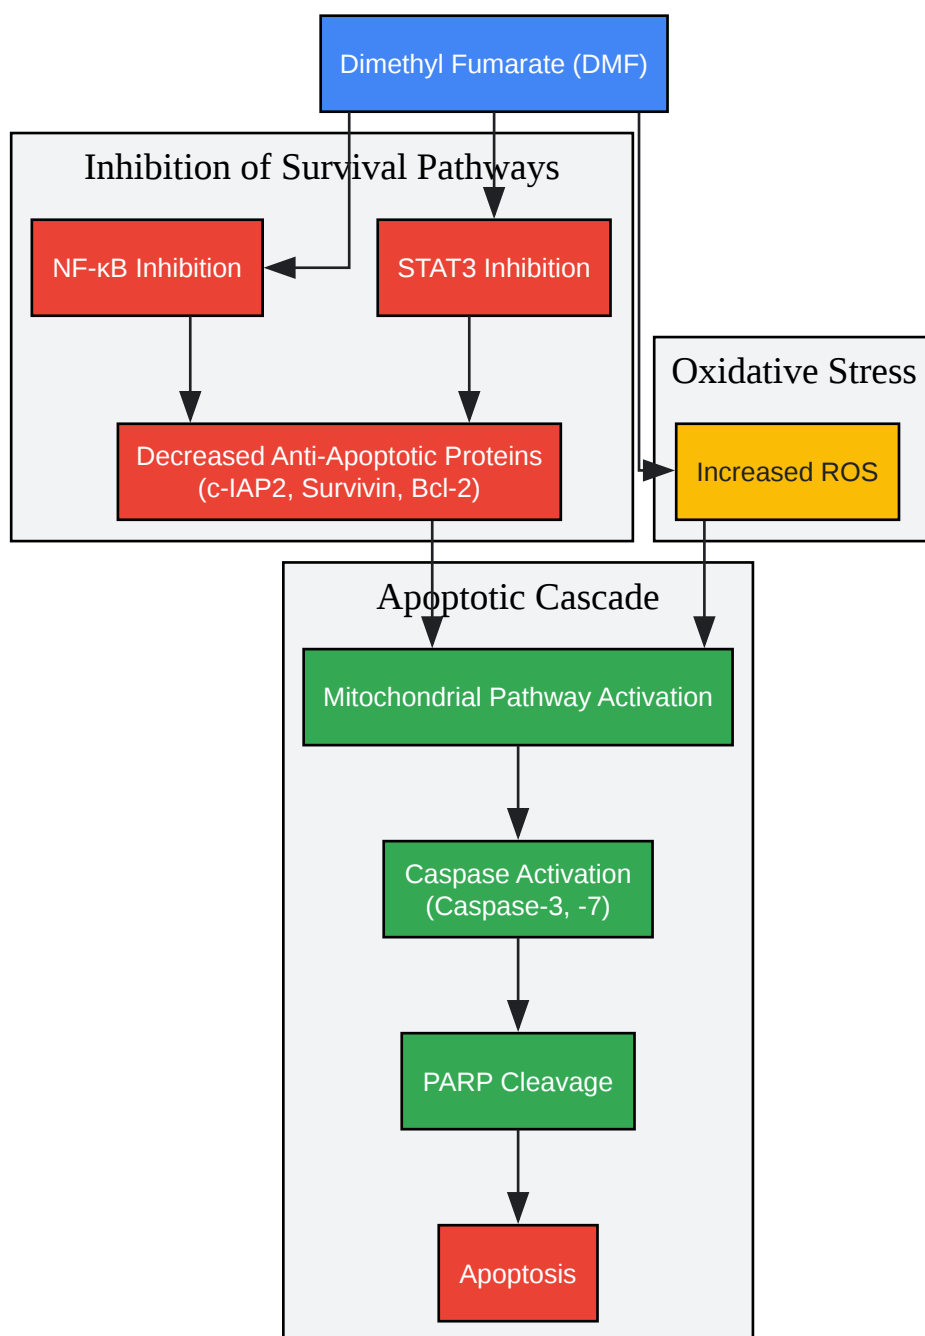 Dimethyl Fumarate (DMF)
Inhibition of Survival Pathways
NF-κB Inhibition
STAT3 Inhibition
Oxidative Stress
Decreased Anti-Apoptotic Proteins
(c-IAP2, Survivin, Bcl-2)
Increased ROS
Apoptotic Cascade
Mitochondrial Pathway Activation
Caspase Activation
(Caspase-3, -7)
PARP Cleavage
Apoptosis